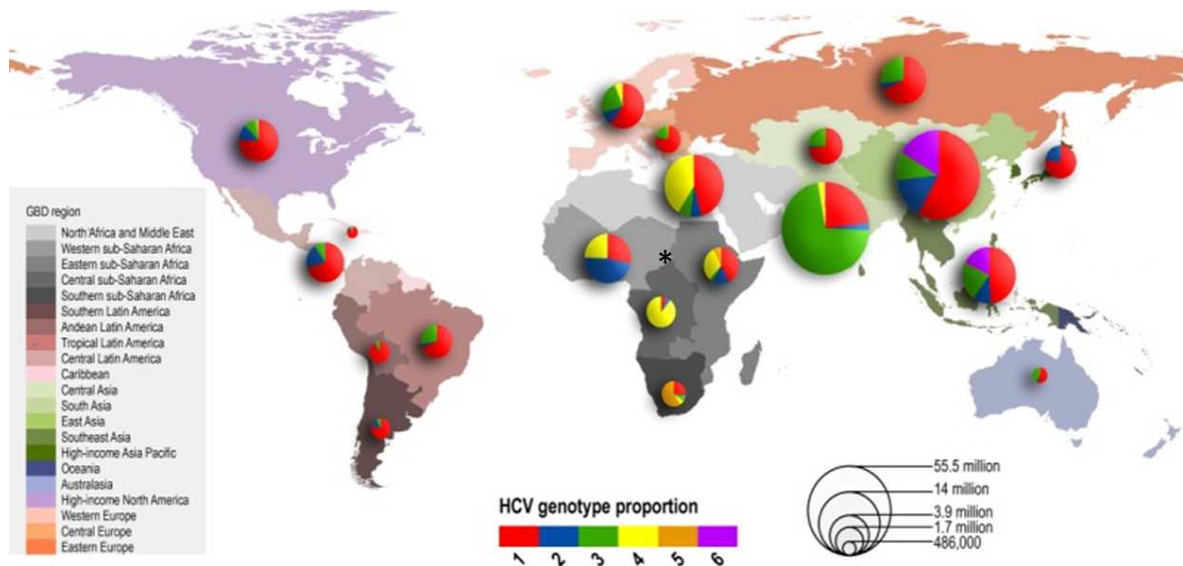 *
GBD region
North Africa and Middle East
Western sub-Saharan Africa
Eastern sub-Saharan Africa
Central sub-Saharan Africa
Southern sub-Saharan Africa
Southern Latin America
Andean Latin America
Tropical Latin America
Central Latin America
Caribbean
Central Asia
South Asia
East Asia
Southeast Asia
High-income Asia Pacific
Oceania
Australasia
High-income North America
Western Europe
Central Europe
Eastern Europe
HCV genotype proportion
1 2 3 4 5 6
55.5 million
14 million
3.9 million
1.7 million
486,000